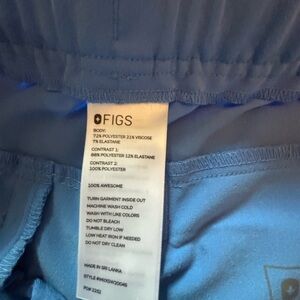 FIGS
BODY:
72% POLYESTER 21% VISCOSE
7% ELASTANE
CONTRAST 1:
88% POLYESTER 12% ELASTANE
CONTRAST 2:
100% POLYESTER
100% AWESOME
TURN GARMENT INSIDE OUT
MACHINE WASH COLD
WASH WITH LIKE COLORS
DO NOT BLEACH
TUMBLE DRY LOW
LOW HEAT IRON IF NEEDED
DO NOT DRY CLEAN
MADE IN SRI LANKA